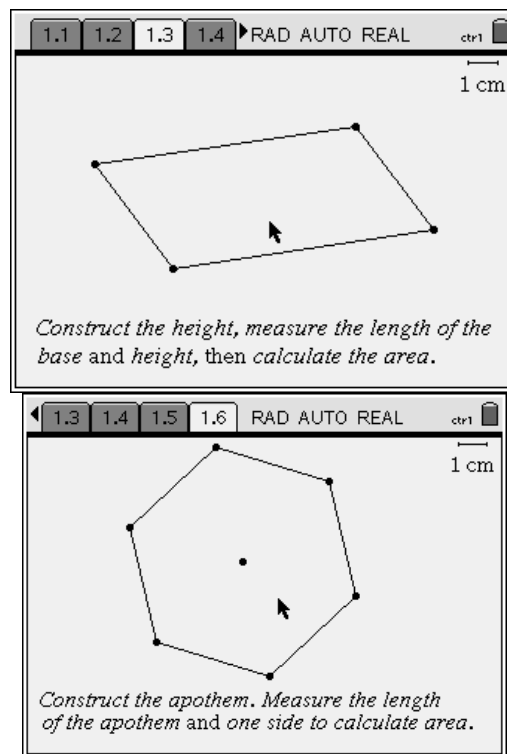 1.1 1.2 1.3 1.4 RAD AUTO REAL ctrl
1 cm
Construct the height, measure the length of the
base and height, then calculate the area.
1.3 1.4 1.5 1.6 RAD AUTO REAL ctrl
1 cm
Construct the apothem. Measure the length
of the apothem and one side to calculate area.